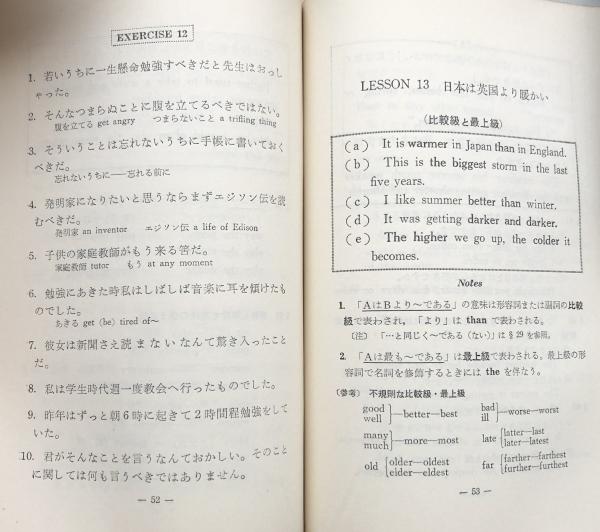 EXERCISE 12
1. 若いうちに一生懸命勉強すべきだと先生はおっし
ゃった。
2. そんなつまらぬことに腹を立てるべきではない。
腹を立てる get angry つまらないこと a trifling thing
3. そういうことは忘れないうちに手帳に書いておく
べきだ。
忘れないうちに──忘れる前に
4. 発明家になりたいと思うならまずエジソン伝を読
むべきだ。
発明家 an inventor エジソン伝 a life of Edison
5. 子供の家庭教師がもう来る筈だ。
家庭教師 tutor もう at any moment
6. 勉強にあきた時私はしばしば音楽に耳を傾けたも
のでした。
あきる get (be) tired of～
7. 彼女は新聞さえ読まないなんて驚き入ったこと
だ。
8. 私は学生時代週一度教会へ行ったものでした。
9. 昨年はずっと朝6時に起きて2時間程勉強をして
いた。
10. 君がそんなことを言うなんておかしい。そのこと
に関しては何も言うべきではありません。
— 52 —
LESSON 13 日本は英国より暖かい
(比較級と最上級)
(a) It is warmer in Japan than in England.
(b) This is the biggest storm in the last
five years.
(c) I like summer better than winter.
(d) It was getting darker and darker.
(e) The higher we go up, the colder it
becomes.
Notes
1. 「AはBより～である」の意味は形容詞または副詞の比較
級で表わされ,「より」は than で表わされる。
〔注〕「…と同じく～である(ない)」は § 29 を参照。
2. 「Aは最も～である」は最上級で表わされる。最上級の形
容詞で名詞を修飾するときには the を伴なう。
〔参考〕 不規則な比較級・最上級
good
well
—better—best
bad
ill
—worse—worst
many
much
—more—most
late
latter—last
later—latest
old
older—oldest
elder—eldest
far
farther—farthest
further—furthest
— 53 —